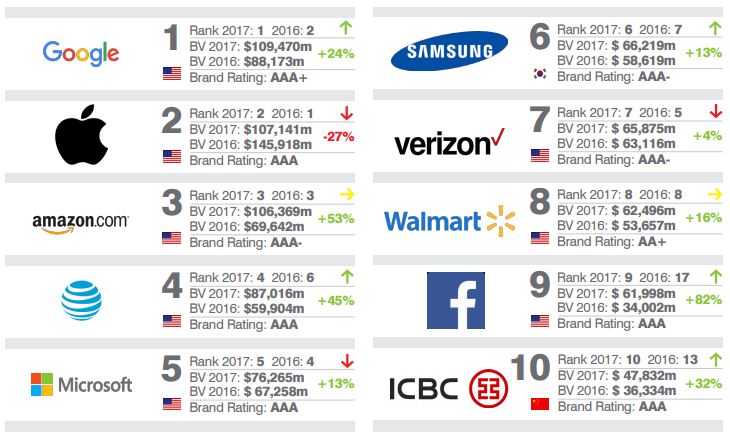 Google
1
Rank 2017: 1 2016: 2
BV 2017: $109,470m
BV 2016: $88,173m
+24%
Brand Rating: AAA+
2
Rank 2017: 2 2016: 1
BV 2017: $107,141m
BV 2016: $145,918m
-27%
Brand Rating: AAA
amazon.com
3
Rank 2017: 3 2016: 3
BV 2017: $106,369m
BV 2016: $69,642m
+53%
Brand Rating: AAA-
4
Rank 2017: 4 2016: 6
BV 2017: $87,016m
BV 2016: $59,904m
+45%
Brand Rating: AAA
Microsoft
5
Rank 2017: 5 2016: 4
BV 2017: $76,265m
BV 2016: $ 67,258m
+13%
Brand Rating: AAA
SAMSUNG
6
Rank 2017: 6 2016: 7
BV 2017: $ 66,219m
BV 2016: $ 58,619m
+13%
Brand Rating: AAA-
verizon
7
Rank 2017: 7 2016: 5
BV 2017: $ 65,875m
BV 2016: $ 63,116m
+4%
Brand Rating: AAA-
Walmart
8
Rank 2017: 8 2016: 8
BV 2017: $ 62,496m
BV 2016: $ 53,657m
+16%
Brand Rating: AA+
f
9
Rank 2017: 9 2016: 17
BV 2017: $ 61,998m
BV 2016: $ 34,002m
+82%
Brand Rating: AAA
ICBC
10
Rank 2017: 10 2016: 13
BV 2017: $ 47,832m
BV 2016: $ 36,334m
+32%
Brand Rating: AAA